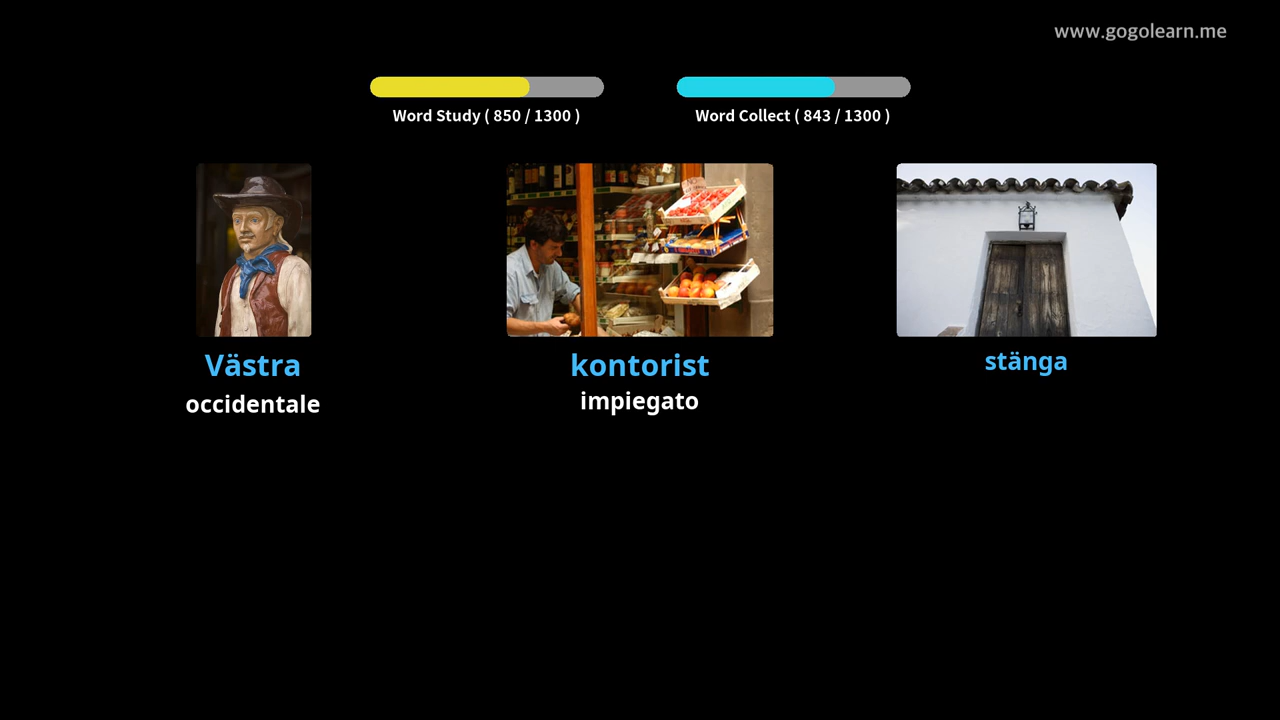 www.gogolearn.me
Word Study ( 850 / 1300 )
Word Collect ( 843 / 1300 )
Västra
occidentale
kontorist
impiegato
stänga